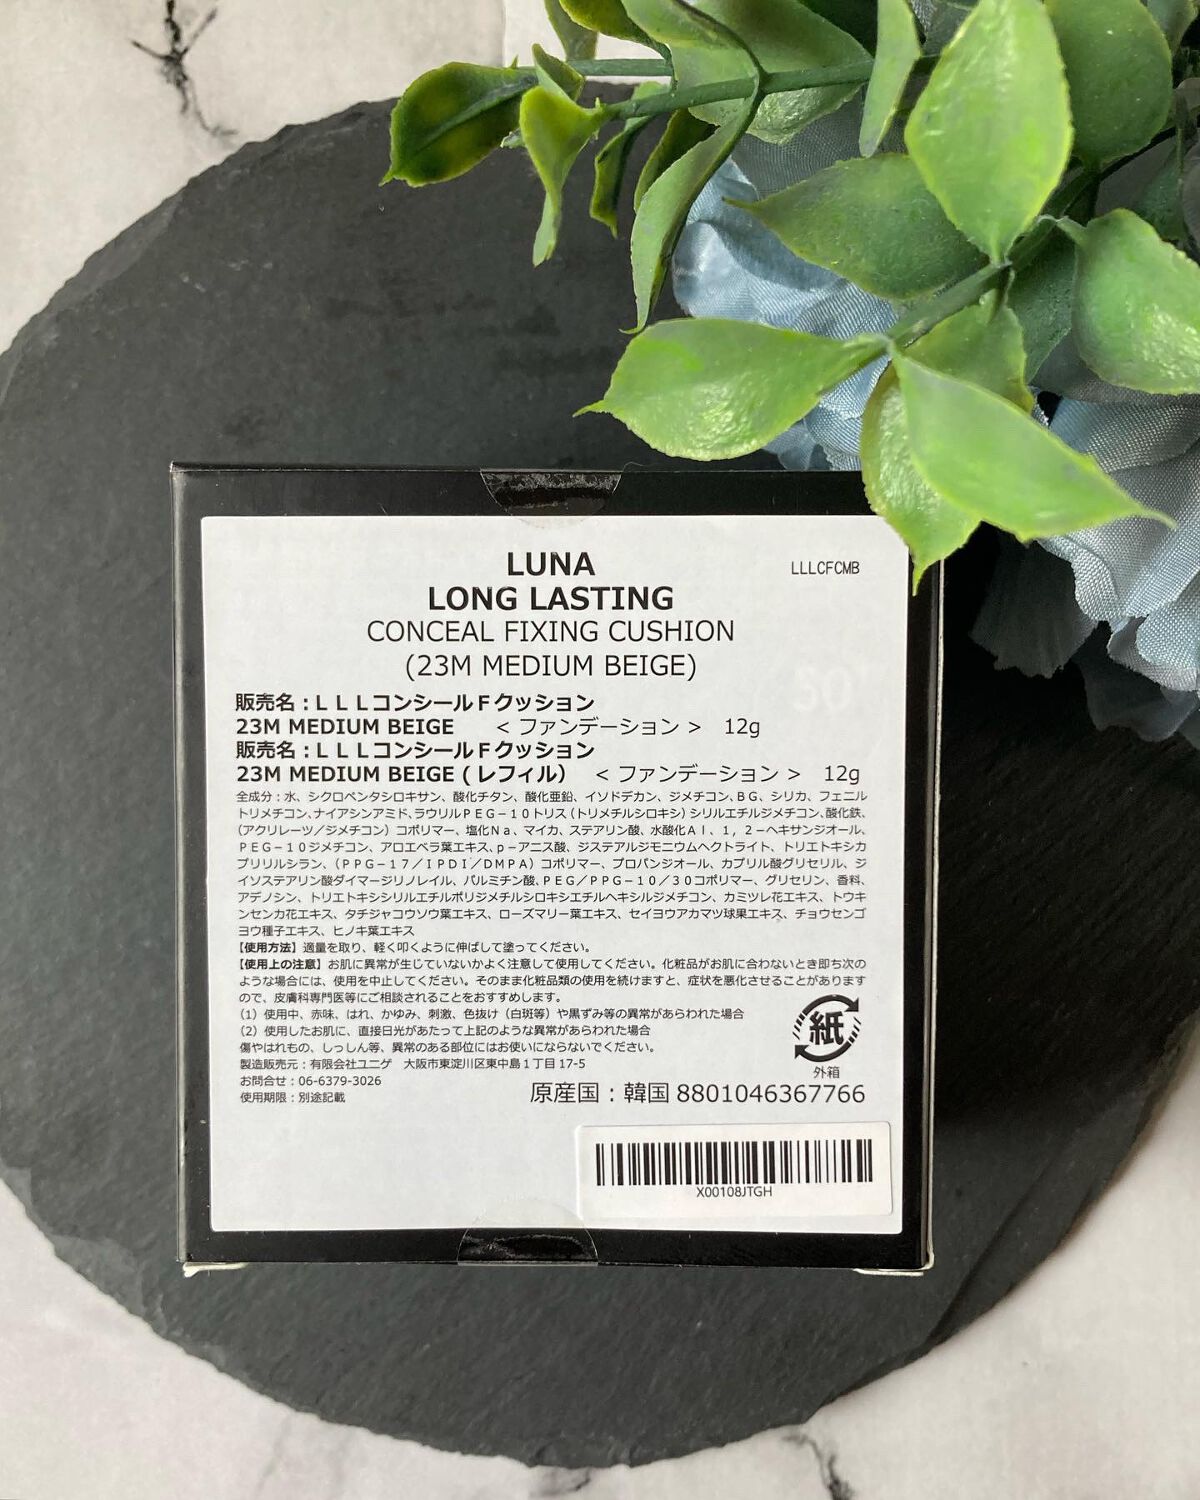 LUNA
LLLCFCMB
LONG LASTING
CONCEAL FIXING CUSHION
(23M MEDIUM BEIGE)
50
販売名：ＬＬＬコンシールＦクッション
23M MEDIUM BEIGE ＜ファンデーション＞ 12g
販売名：ＬＬＬコンシールＦクッション
23M MEDIUM BEIGE (レフィル) ＜ファンデーション＞ 12g
全成分：水、シクロペンタシロキサン、酸化チタン、酸化亜鉛、イソドデカン、ジメチコン、ＢＧ、シリカ、フェニル
トリメチコン、ナイアシンアミド、ラウリルＰＥＧ－１０トリス（トリメチルシロキシ）シリルエチルジメチコン、酸化鉄、
（アクリレーツ／ジメチコン）コポリマー、塩化Ｎａ、マイカ、ステアリン酸、水酸化Ａｌ、１，２－ヘキサンジオール、
ＰＥＧ－１０ジメチコン、アロエベラ葉エキス、ｐ－アニス酸、ジステアルジモニウムヘクトライト、トリエトキシカ
プリリルシラン、（ＰＰＧ－１７／ＩＰＤＩ／ＤＭＰＡ）コポリマー、プロパンジオール、カプリル酸グリセリル、ジ
イソステアリン酸ダイマージリノレイル、パルミチン酸、ＰＥＧ／ＰＰＧ－１０／３０コポリマー、グリセリン、香料、
アデノシン、トリエトキシシリルエチルポリジメチルシロキシエチルヘキシルジメチコン、カミツレ花エキス、トウキ
ンセンカ花エキス、タチジャコウソウ葉エキス、ローズマリー葉エキス、セイヨウアカマツ球果エキス、チョウセンゴ
ヨウ種子エキス、ヒノキ葉エキス
【使用方法】適量を取り、軽く叩くように伸ばして塗ってください。
【使用上の注意】お肌に異常が生じていないかよく注意して使用してください。化粧品がお肌に合わないとき即ち次の
ような場合には、使用を中止してください。そのまま化粧品類の使用を続けますと、症状を悪化させることがあります
ので、皮膚科専門医等にご相談されることをおすすめします。
（1）使用中、赤味、はれ、かゆみ、刺激、色抜け（白斑等）や黒ずみ等の異常があらわれた場合
（2）使用したお肌に、直接日光があたって上記のような異常があらわれた場合
傷やはれもの、しっしん等、異常のある部位にはお使いにならないでください。
製造販売元：有限会社ユニゲ 大阪市東淀川区東中島１丁目17-5
お問合せ：06-6379-3026
使用期限：別途記載
紙
外箱
原産国：韓国 8801046367766
X00108JTGH